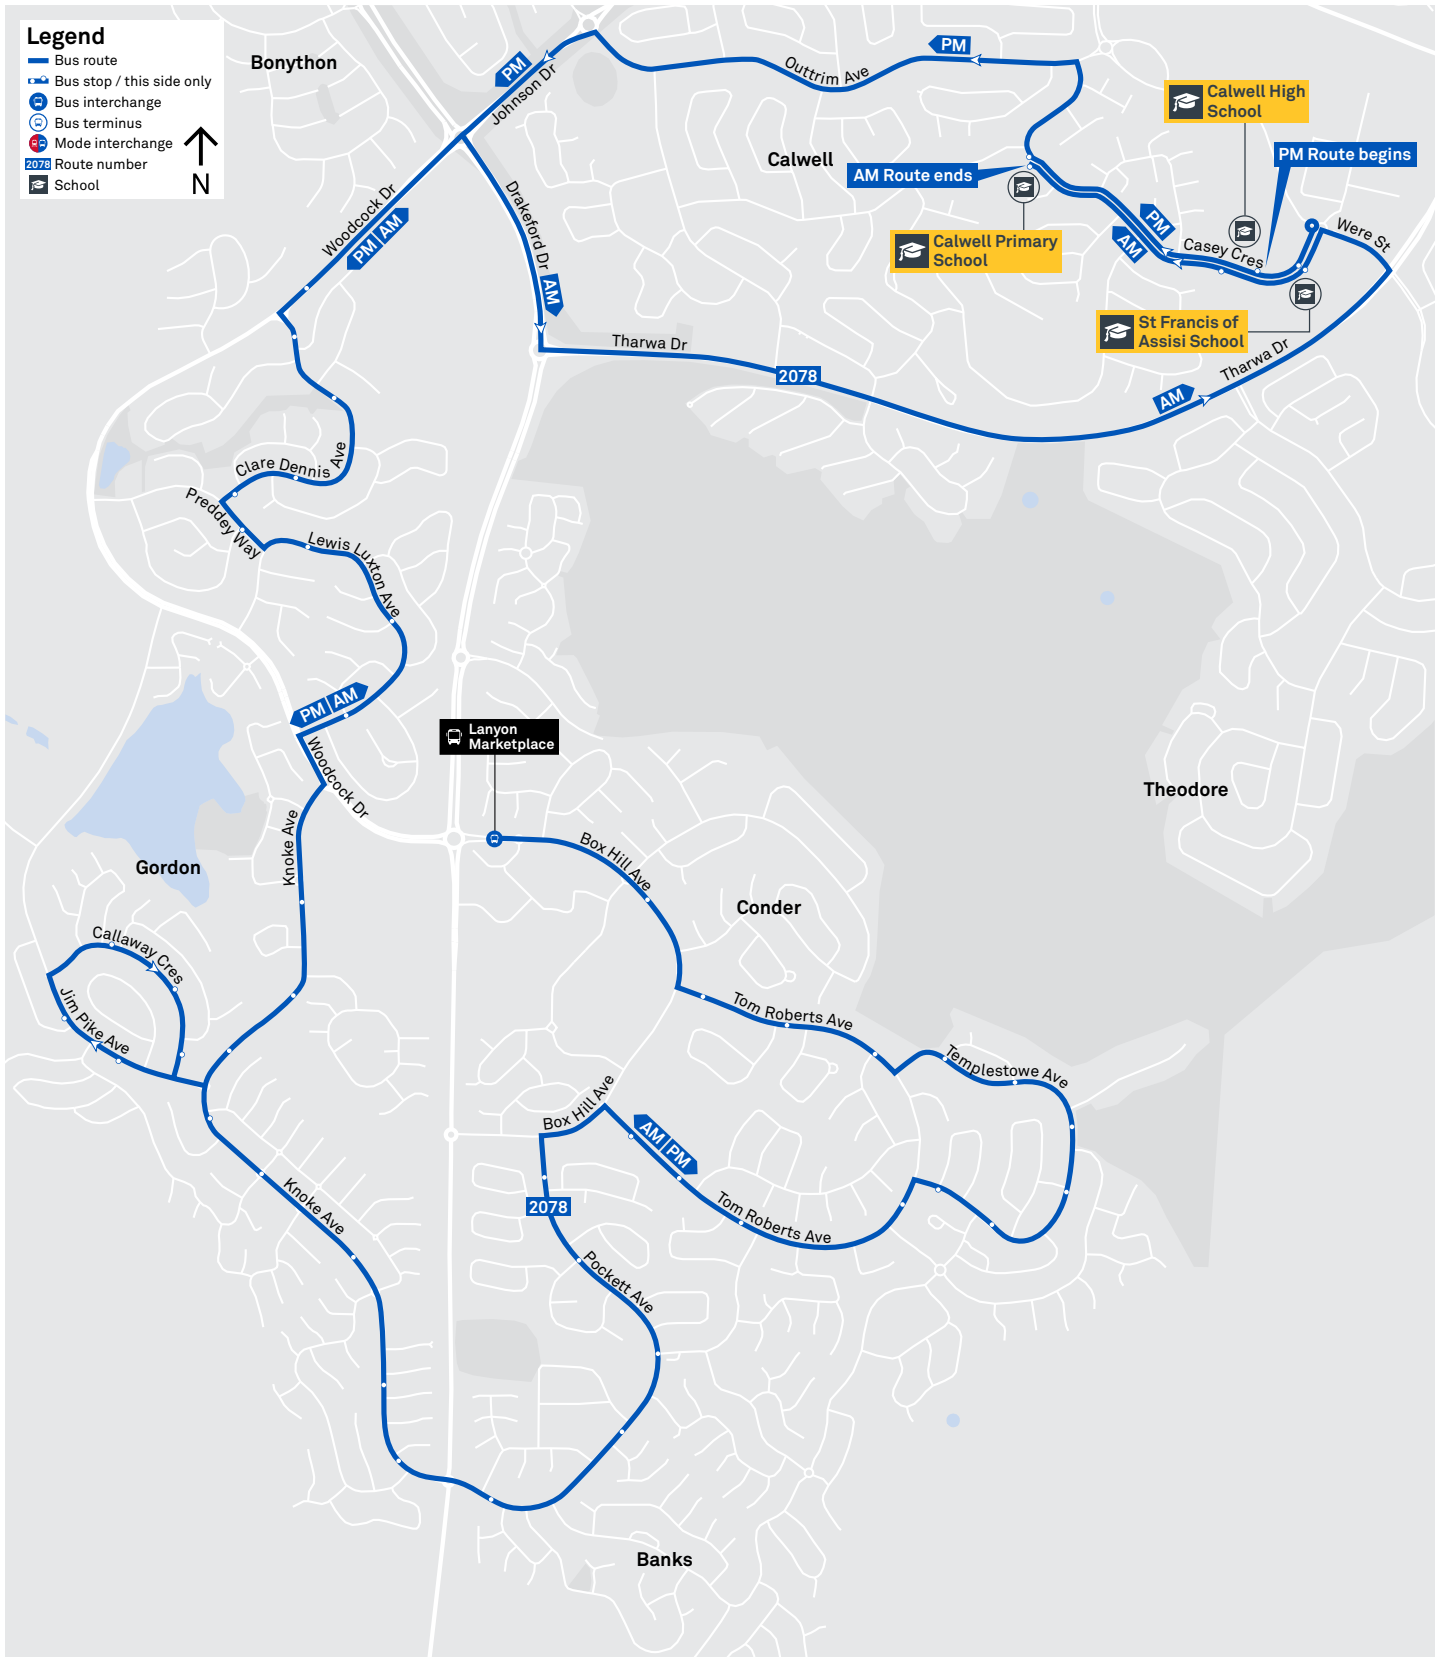 Legend
Bus route
Bus stop / this side only
Bus interchange
Bus terminus
Mode interchange
2078 Route number
School
N
Bonython
PM
Johnson Dr
PM
Outtrim Ave
Calwell High
School
Calwell
AM Route ends
PM Route begins
Calwell Primary
School
PM
AM
Casey Cres
Were St
St Francis of
Assisi School
Woodcock Dr
PM AM
Drakeford Dr
AM
Tharwa Dr
2078
AM
Tharwa Dr
Clare Dennis Ave
Preddey Way
Lewis Luxton Ave
PM AM
Woodcock Dr
Lanyon
Marketplace
Theodore
Knoke Ave
Box Hill Ave
Gordon
Conder
Callaway Cres
Jim Pike Ave
Tom Roberts Ave
Templestowe Ave
Box Hill Ave
AM PM
Knoke Ave
2078
Tom Roberts Ave
Pockett Ave
Banks